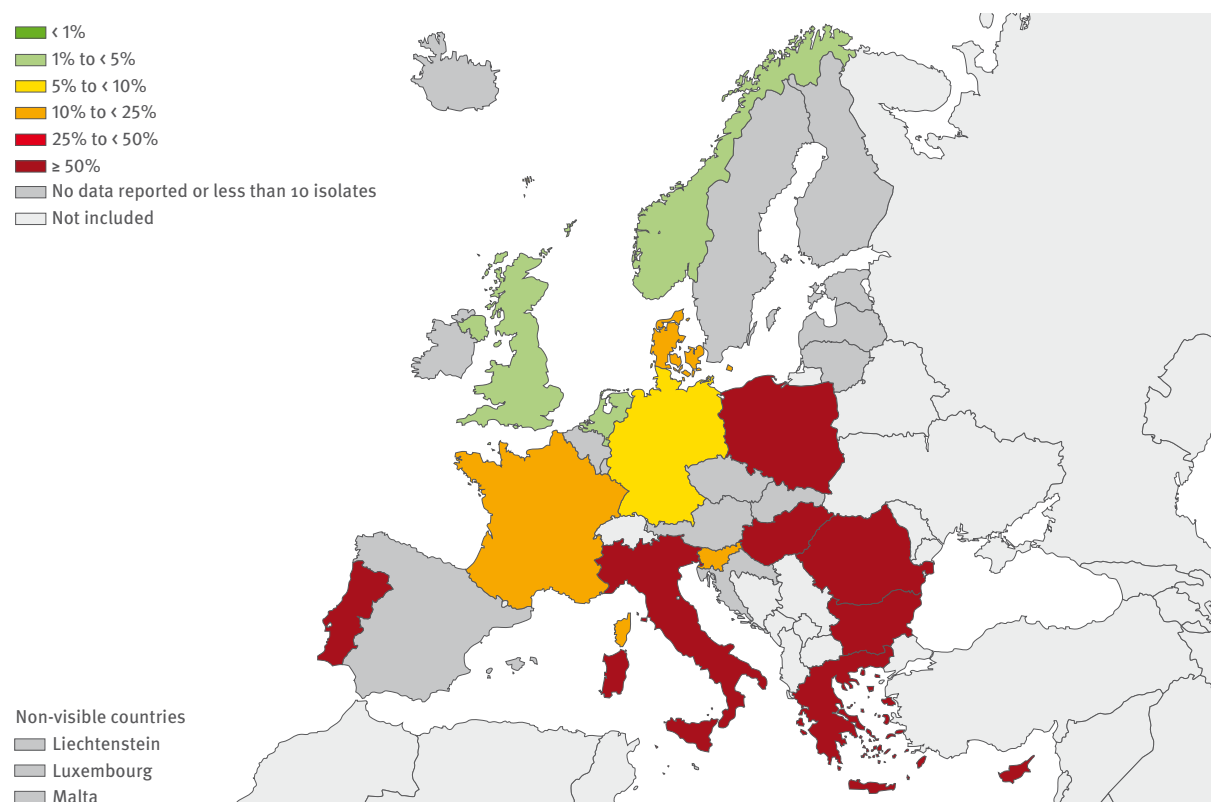 < 1%
1% to < 5%
5% to < 10%
10% to < 25%
25% to < 50%
≥ 50%
No data reported or less than 10 isolates
Not included
Non-visible countries
Liechtenstein
Luxembourg
Malta